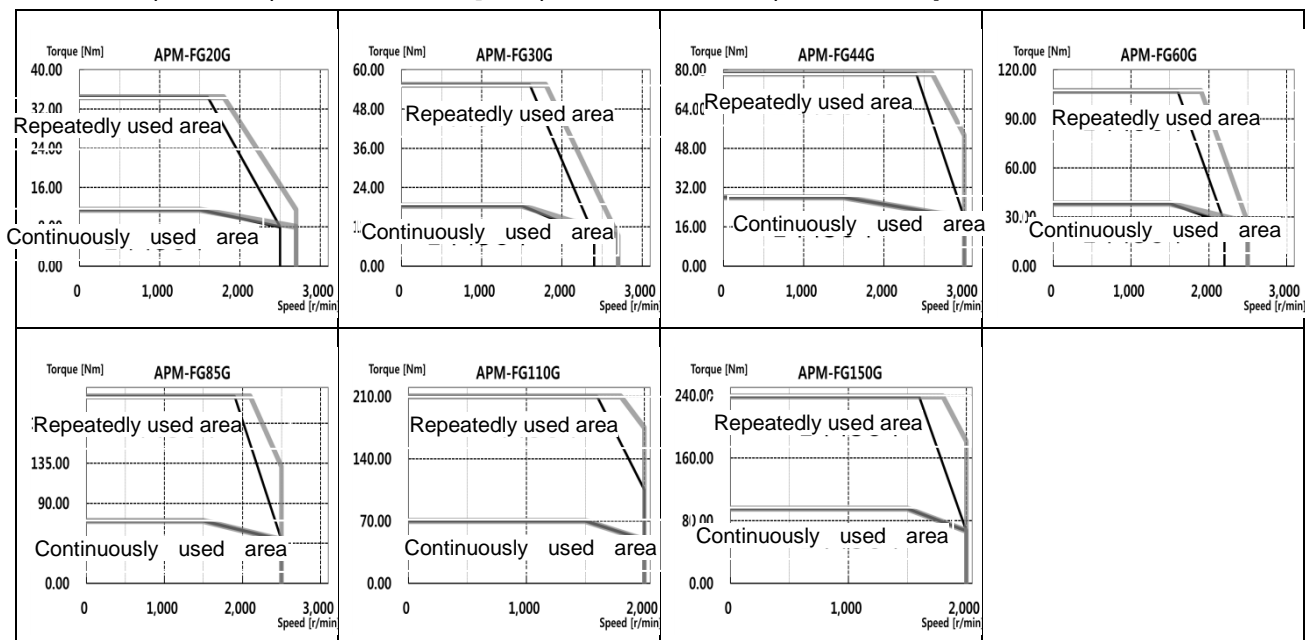 Torque [Nm] APM-FG20G
40.00
32.00
Repeatedly used area
24.00
16.00
8.00
Continuously used area
0.00
0 1,000 2,000 3,000
Speed [r/min]
Torque [Nm] APM-FG30G
60.00
48.00
Repeatedly used area
36.00
24.00
Continuously used area
0.00
0 1,000 2,000 3,000
Speed [r/min]
Torque [Nm] APM-FG44G
80.00
64.00
Repeatedly used area
48.00
32.00
16.00
Continuously used area
0.00
0 1,000 2,000 3,000
Speed [r/min]
Torque [Nm] APM-FG60G
120.00
90.00
Repeatedly used area
60.00
30.00
Continuously used area
0.00
0 1,000 2,000 3,000
Speed [r/min]
Torque [Nm] APM-FG85G
Repeatedly used area
135.00
90.00
Continuously used area
0.00
0 1,000 2,000 3,000
Speed [r/min]
Torque [Nm] APM-FG110G
210.00
Repeatedly used area
140.00
70.00
Continuously used area
0.00
0 1,000 2,000
Speed [r/min]
Torque [Nm] APM-FG150G
240.00
Repeatedly used area
160.00
80.00
Continuously used area
0.00
0 1,000 2,000
Speed [r/min]